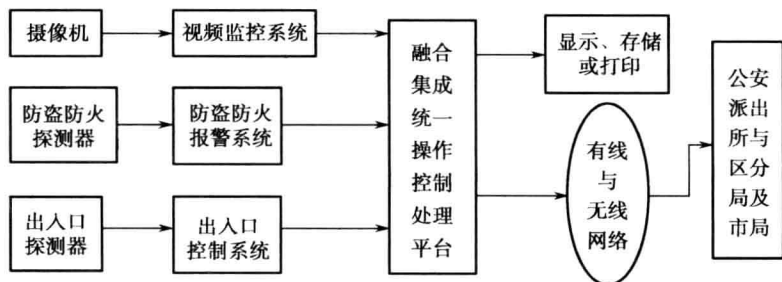 摄像机
视频监控系统
防盗防火
探测器
防盗防火
报警系统
出入口
探测器
出入口
控制系统
融合
集成
统一
操作
控制
处理
平台
显示、存储
或打印
有线
与
无线
网络
公安
派出
所与
区分
局及
市局